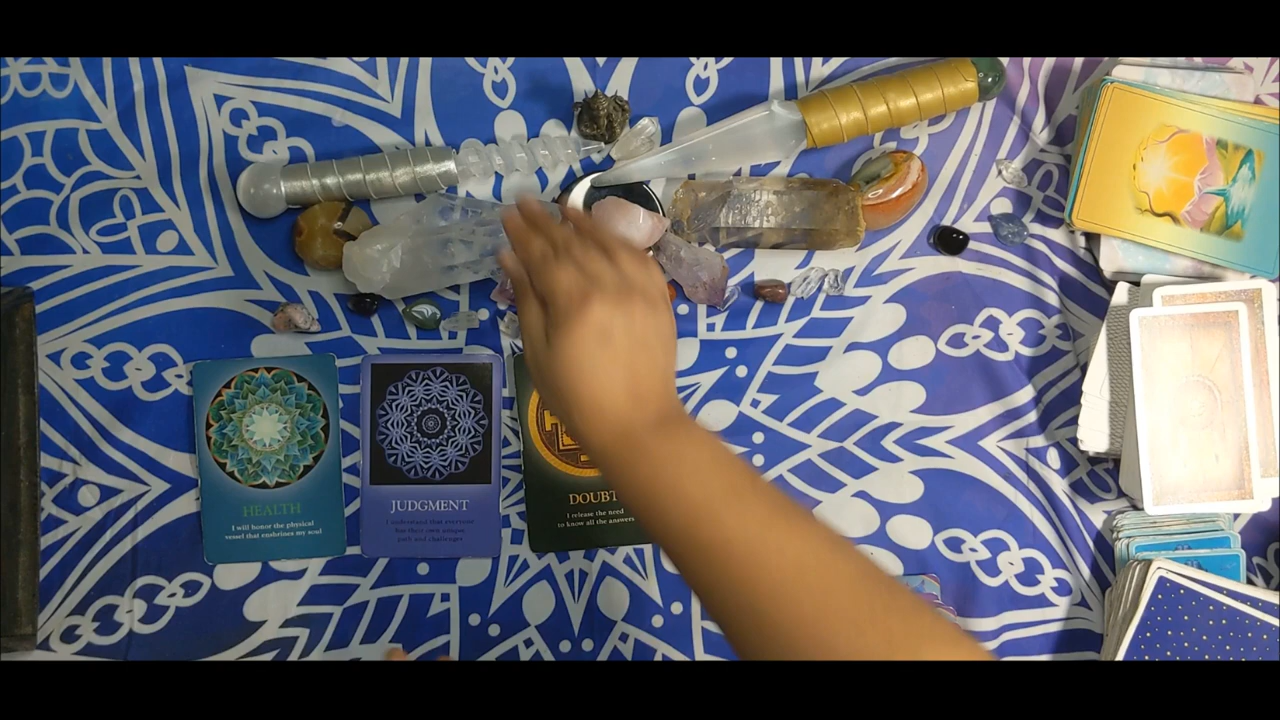 HEALTH
I will honor the physical
vessel that enshrines my soul
JUDGMENT
I understand that everyone
has their own unique
path and challenges
DOUBT
I release the need
to know all the answers